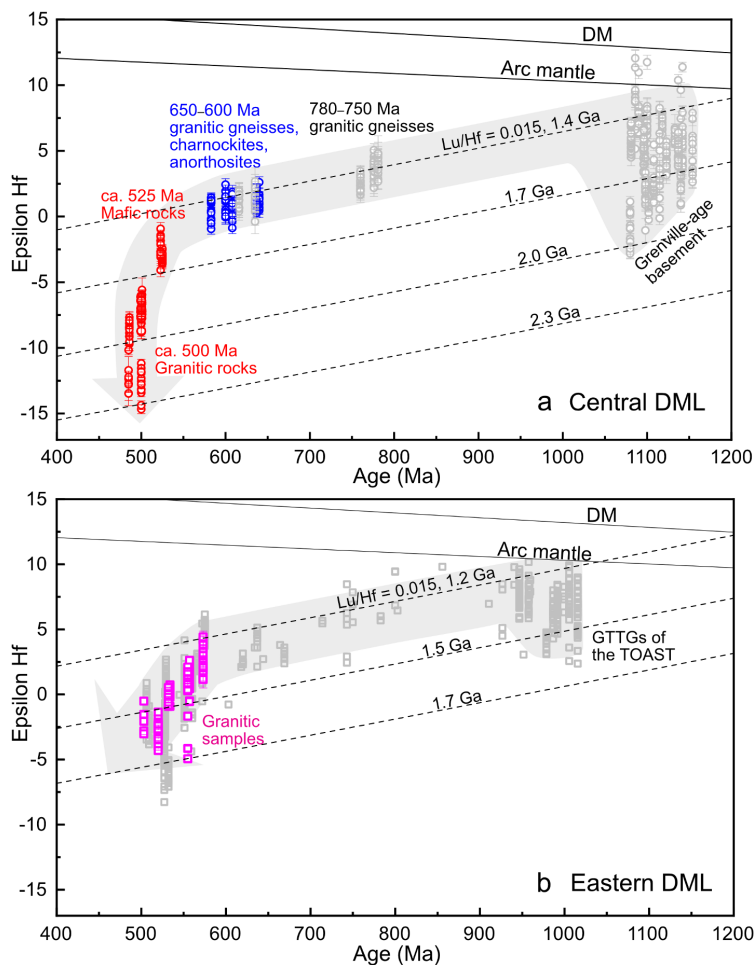 15
10
5
0
-5
-10
-15
Epsilon Hf
DM
Arc mantle
650–600 Ma
granitic gneisses,
charnockites,
anorthosites
780–750 Ma
granitic gneisses
Lu/Hf = 0.015, 1.4 Ga
1.7 Ga
2.0 Ga
2.3 Ga
ca. 525 Ma
Mafic rocks
Grenville-age
basement
ca. 500 Ma
Granitic rocks
a Central DML
400 500 600 700 800 900 1000 1100 1200
Age (Ma)
15
10
5
0
-5
-10
-15
Epsilon Hf
DM
Arc mantle
Lu/Hf = 0.015, 1.2 Ga
1.5 Ga
1.7 Ga
GTTGs of
the TOAST
Granitic
samples
b Eastern DML
400 500 600 700 800 900 1000 1100 1200
Age (Ma)